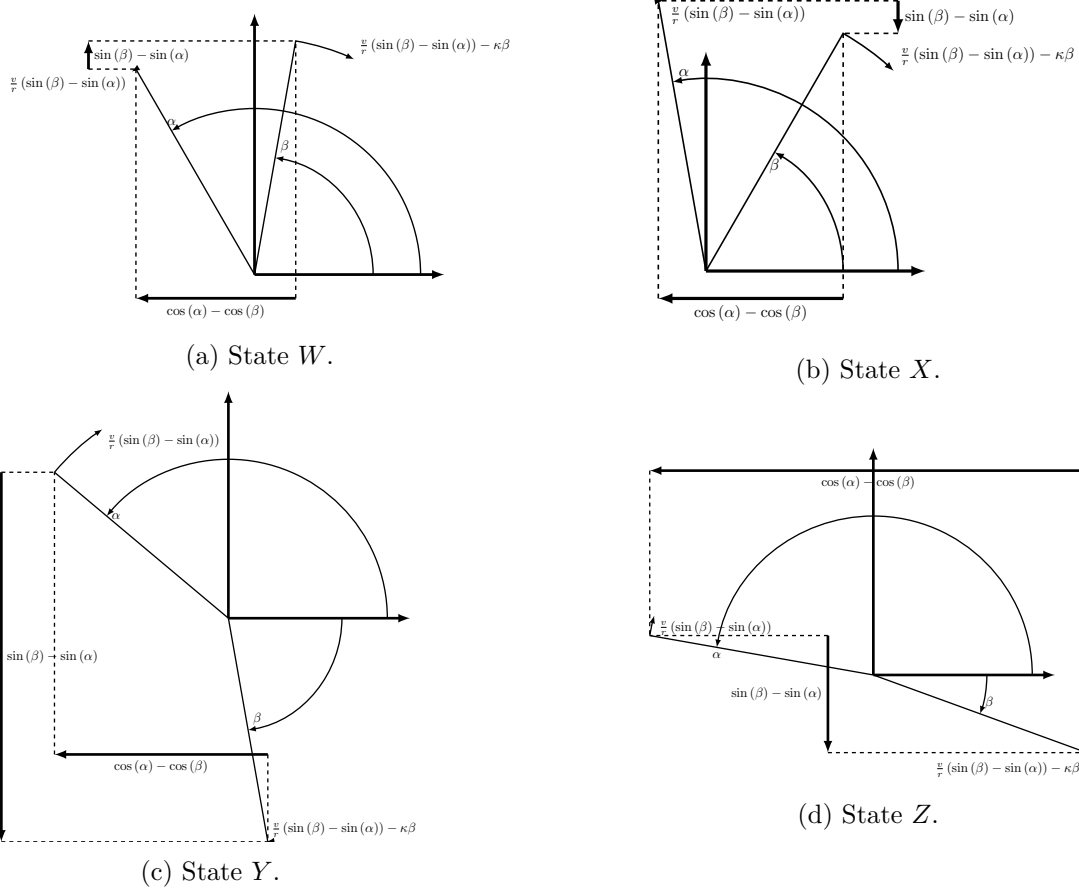 sin (β) − sin (α)
v/r (sin (β) − sin (α)) − κβ
v/r (sin (β) − sin (α))
α
β
cos (α) − cos (β)
(a) State W.
v/r (sin (β) − sin (α))
sin (β) − sin (α)
v/r (sin (β) − sin (α)) − κβ
α
β
cos (α) − cos (β)
(b) State X.
v/r (sin (β) − sin (α))
α
sin (β) − sin (α)
β
cos (α) − cos (β)
v/r (sin (β) − sin (α)) − κβ
(c) State Y.
cos (α) − cos (β)
v/r (sin (β) − sin (α))
α
sin (β) − sin (α)
β
v/r (sin (β) − sin (α)) − κβ
(d) State Z.